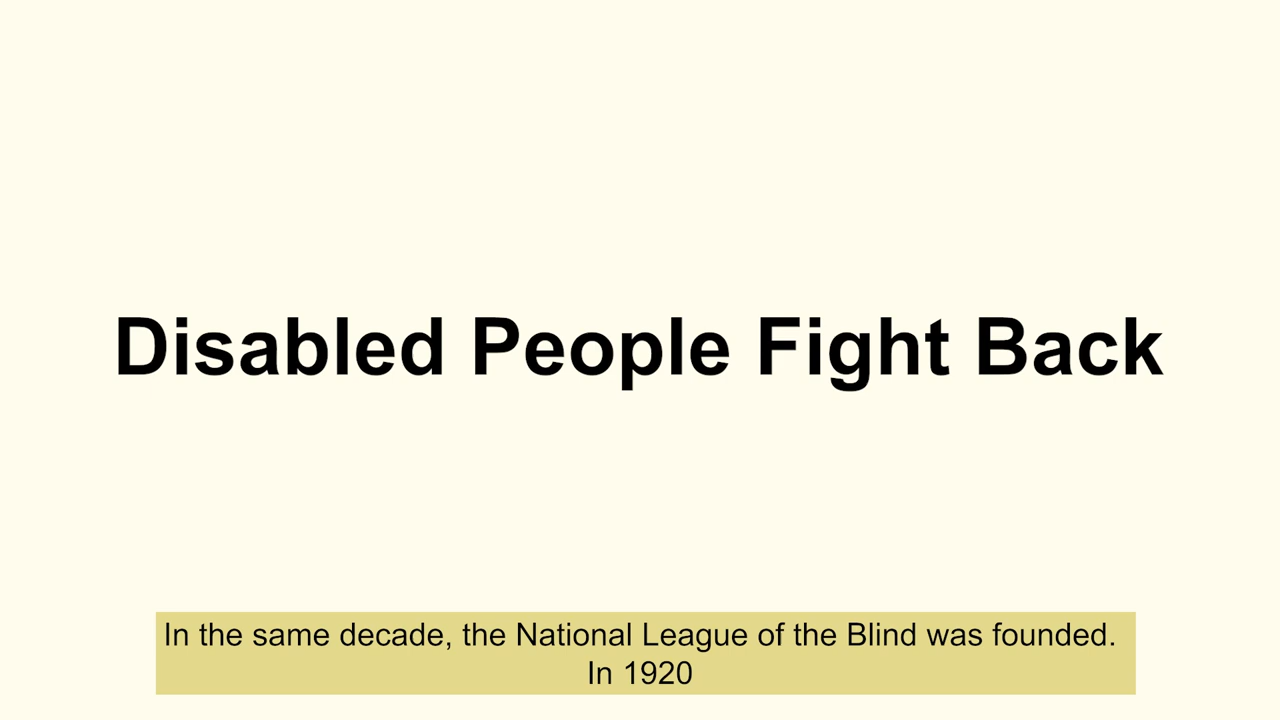 Disabled People Fight Back
In the same decade, the National League of the Blind was founded.
In 1920